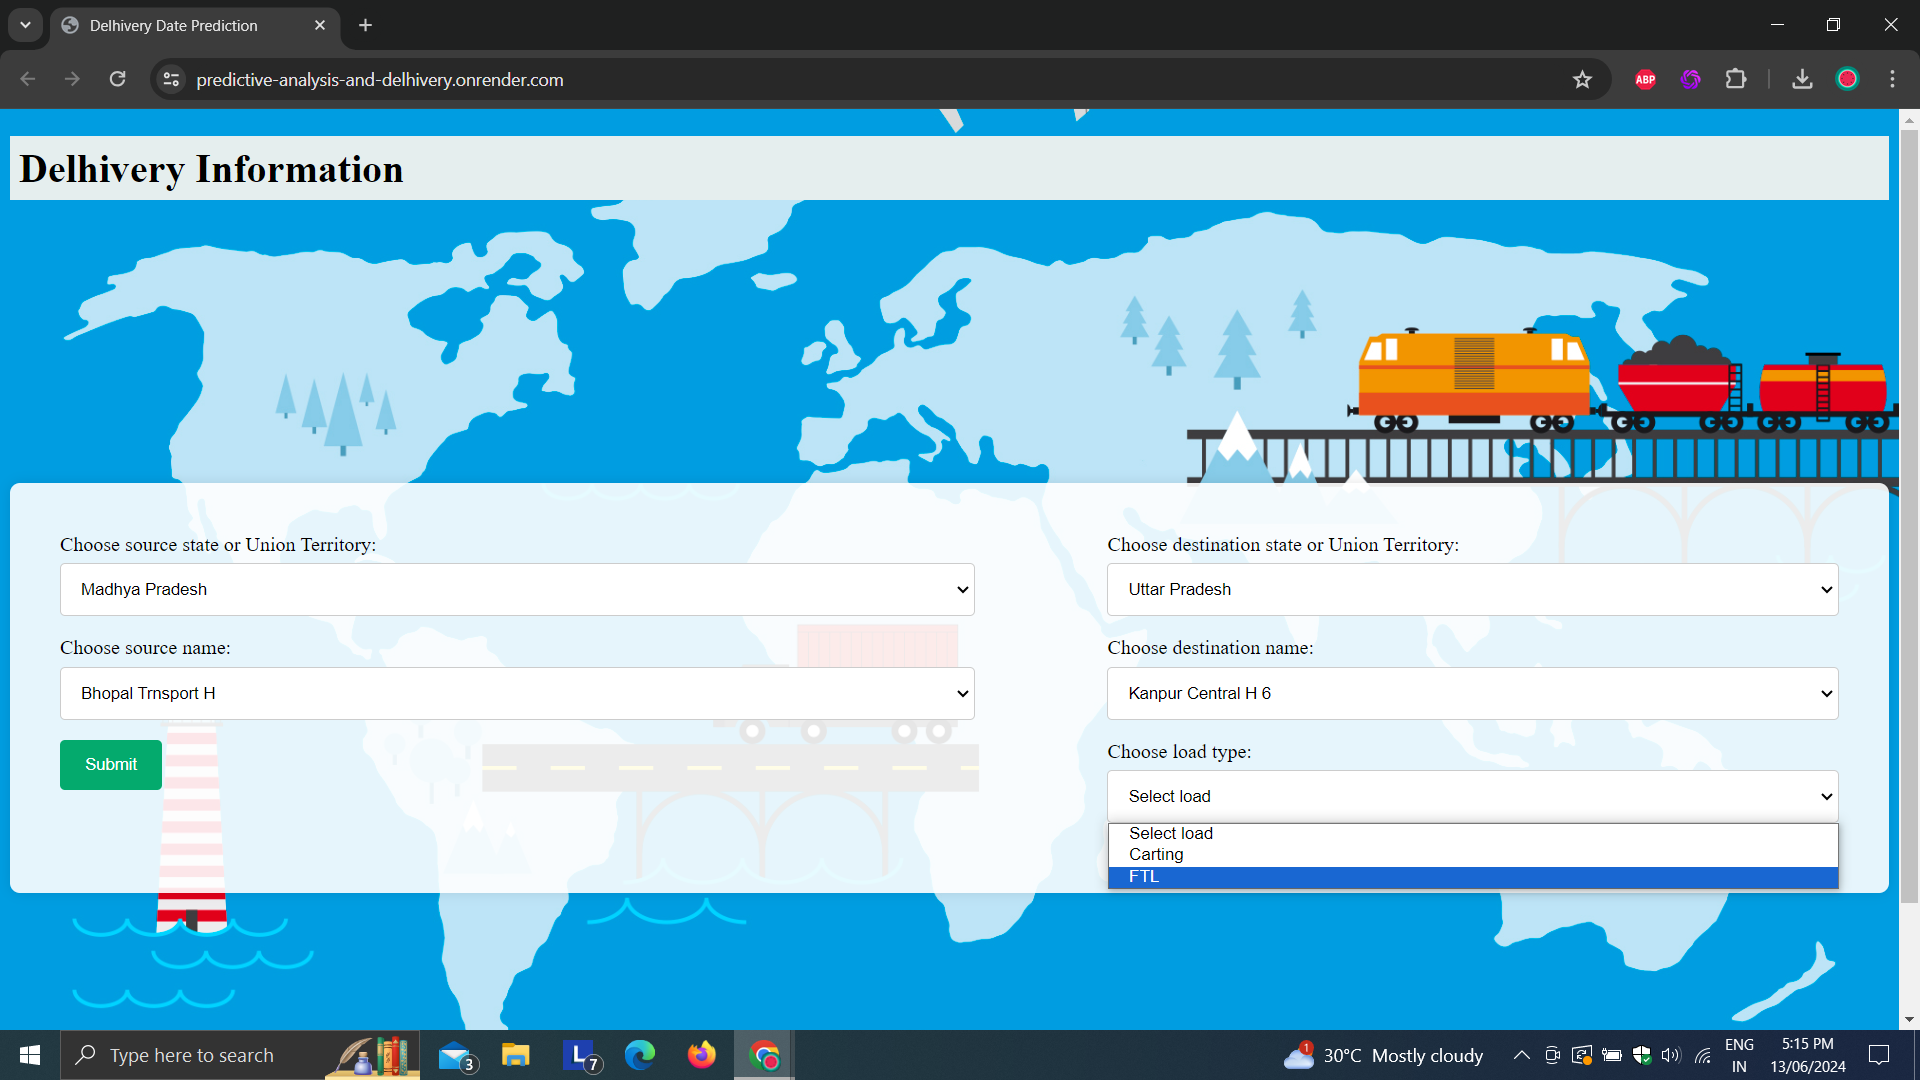 Delhivery Date Prediction
predictive-analysis-and-delhivery.onrender.com
ABP
Delhivery Information
Choose source state or Union Territory:
Madhya Pradesh
Choose source name:
Bhopal Trnsport H
Submit
Choose destination state or Union Territory:
Uttar Pradesh
Choose destination name:
Kanpur Central H 6
Choose load type:
Select load
Select load
Carting
FTL
Type here to search
3
L 7
1
30°C Mostly cloudy
ENG
IN
5:15 PM
13/06/2024